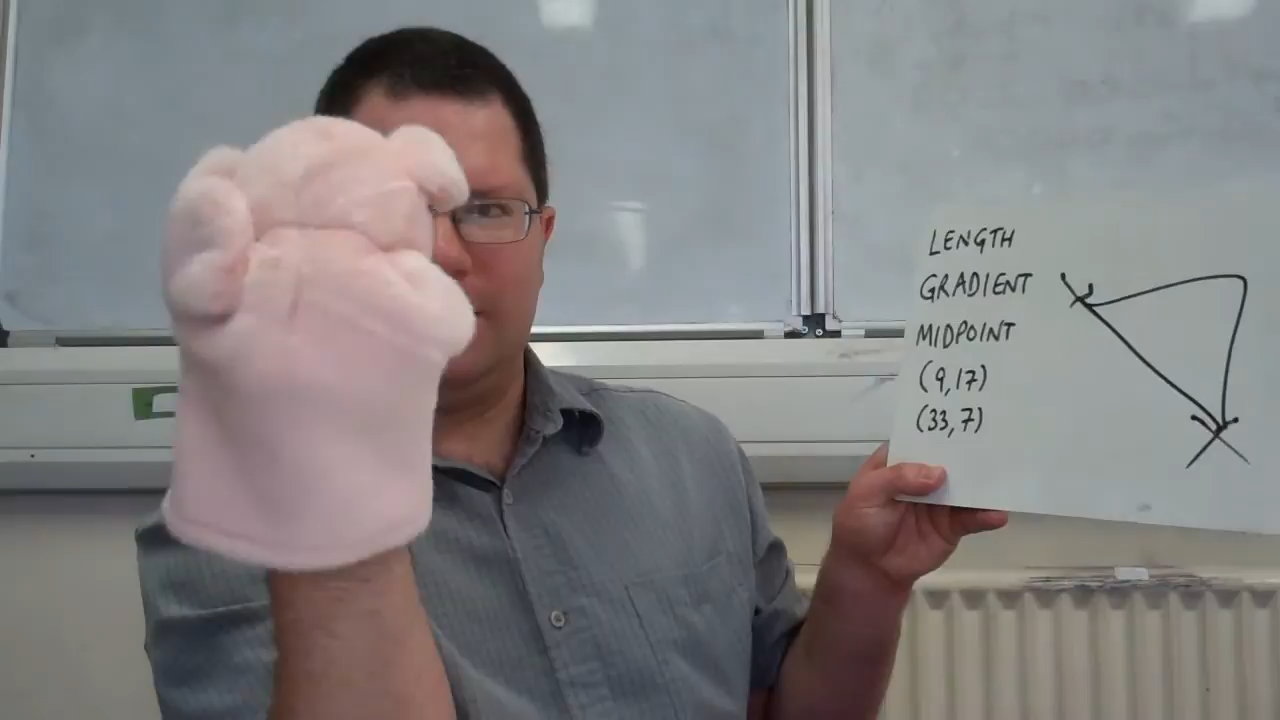 LENGTH
GRADIENT
MIDPOINT
(9,17)
(33,7)